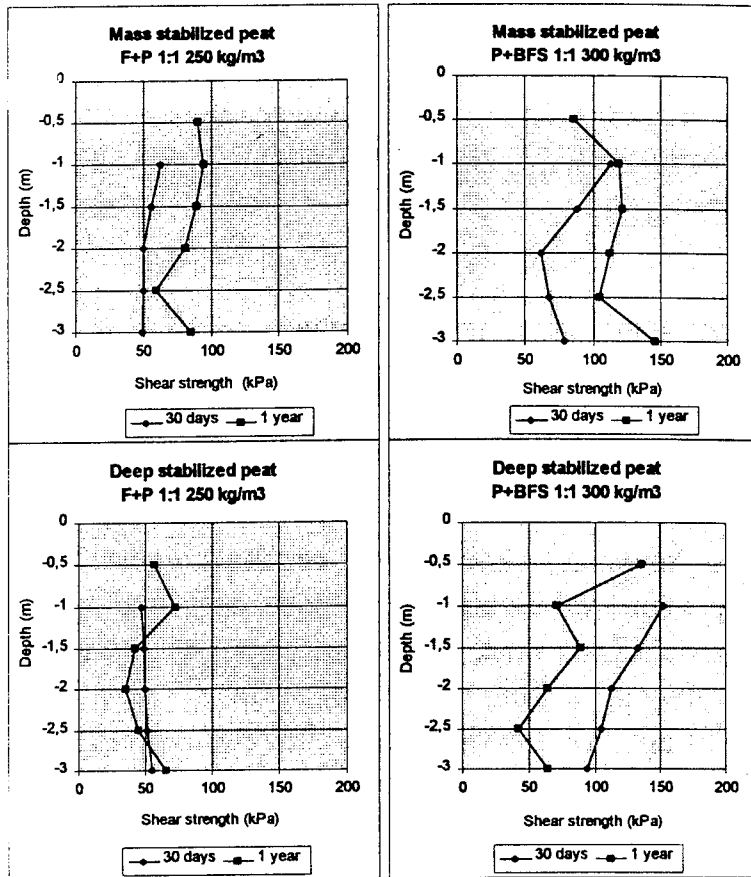 Mass stabilized peat
F+P 1:1 250 kg/m3
0
-0,5
-1
-1,5
-2
-2,5
-3
Depth (m)
0 50 100 150 200
Shear strength (kPa)
30 days 1 year
Mass stabilized peat
P+BFS 1:1 300 kg/m3
0
-0,5
-1
-1,5
-2
-2,5
-3
Depth (m)
0 50 100 150 200
Shear strength (kPa)
30 days 1 year
Deep stabilized peat
F+P 1:1 250 kg/m3
0
-0,5
-1
-1,5
-2
-2,5
-3
Depth (m)
0 50 100 150 200
Shear strength (kPa)
30 days 1 year
Deep stabilized peat
P+BFS 1:1 300 kg/m3
0
-0,5
-1
-1,5
-2
-2,5
-3
Depth (m)
0 50 100 150 200
Shear strength (kPa)
30 days 1 year